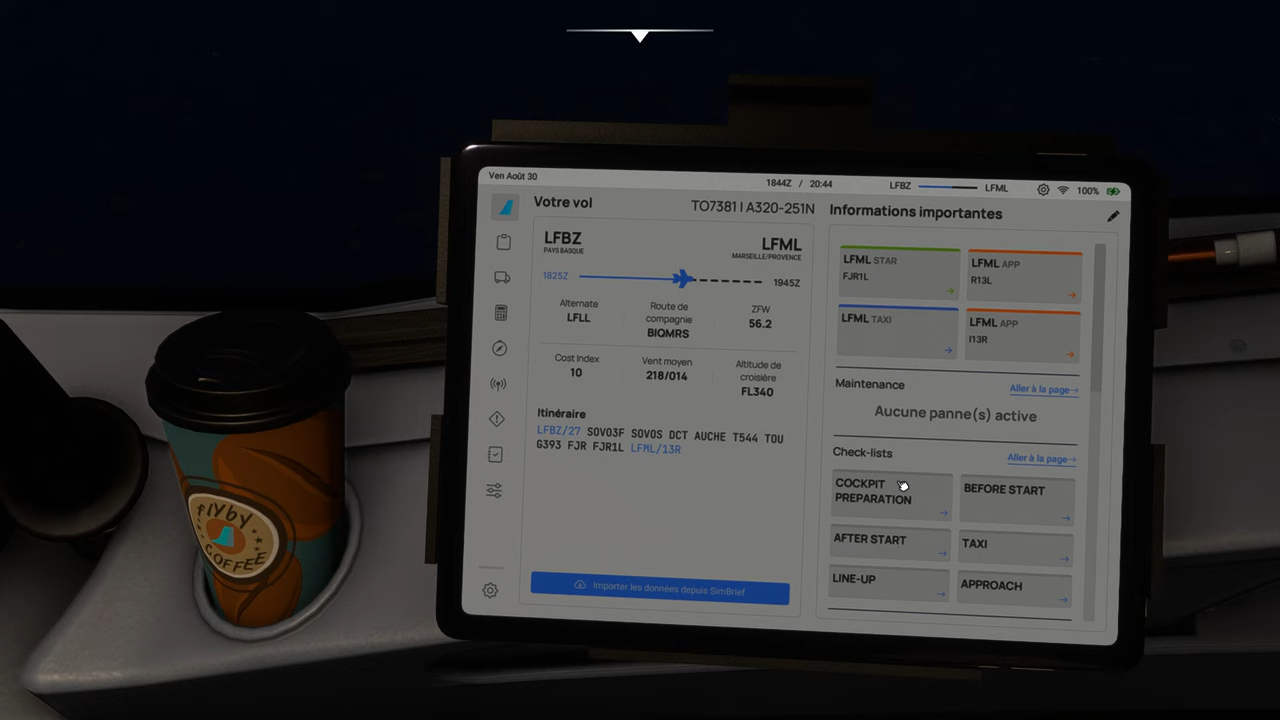 Ven Août 30
1844Z / 20:44
LFBZ LFML
100%
Votre vol
TO7381 | A320-251N
LFBZ
PAYS BASQUE
LFML
MARSEILLE/PROVENCE
1825Z
1945Z
Alternate
LFLL
Route de
compagnie
BIQMRS
ZFW
56.2
Cost Index
10
Vent moyen
218/014
Altitude de
croisière
FL340
Itinéraire
LFBZ/27 SOVO3F SOVOS DCT AUCHE T544 TOU
G393 FJR FJR1L LFML/13R
Importer les données depuis SimBrief
Informations importantes
LFML STAR
FJR1L
LFML APP
R13L
LFML TAXI
LFML APP
I13R
Maintenance
Aller à la page
Aucune panne(s) active
Check-lists
Aller à la page
COCKPIT
PREPARATION
BEFORE START
AFTER START
TAXI
LINE-UP
APPROACH
flyby
COFFEE